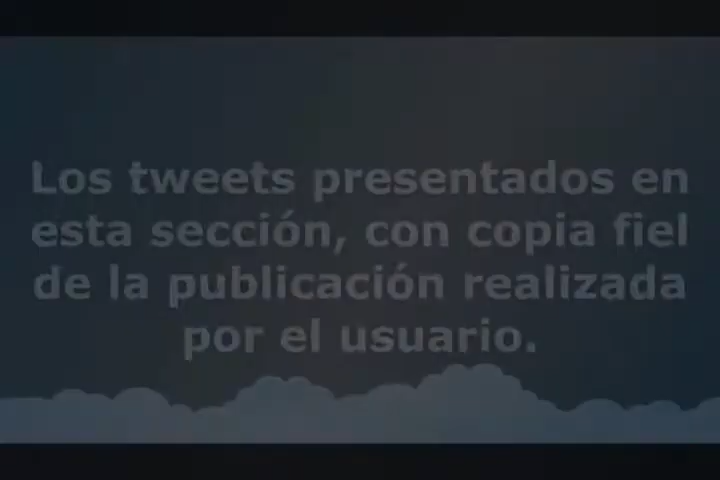 Los tweets presentados en
esta sección, con copia fiel
de la publicación realizada
por el usuario.